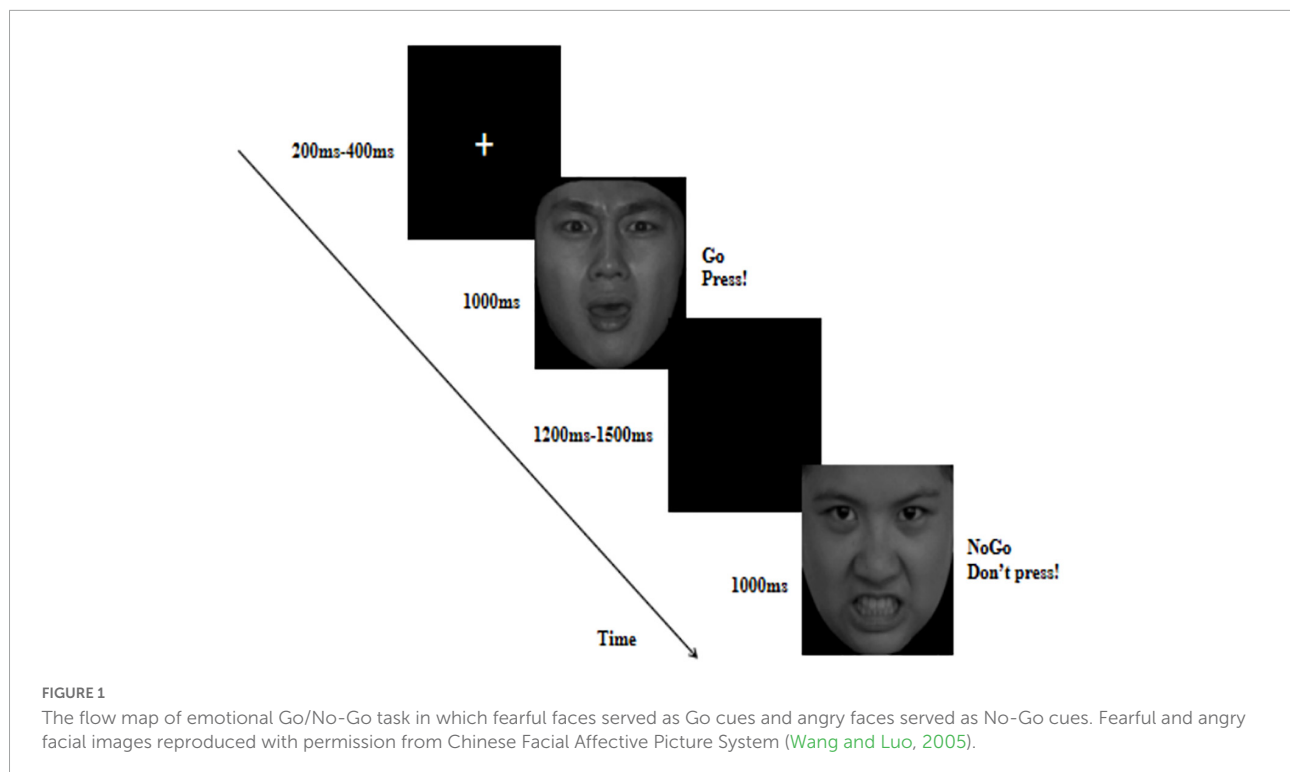 200ms-400ms
+
Go
Press!
1000ms
1200ms-1500ms
NoGo
Don't press!
1000ms
Time
FIGURE 1
The flow map of emotional Go/No-Go task in which fearful faces served as Go cues and angry faces served as No-Go cues. Fearful and angry
facial images reproduced with permission from Chinese Facial Affective Picture System (Wang and Luo, 2005).